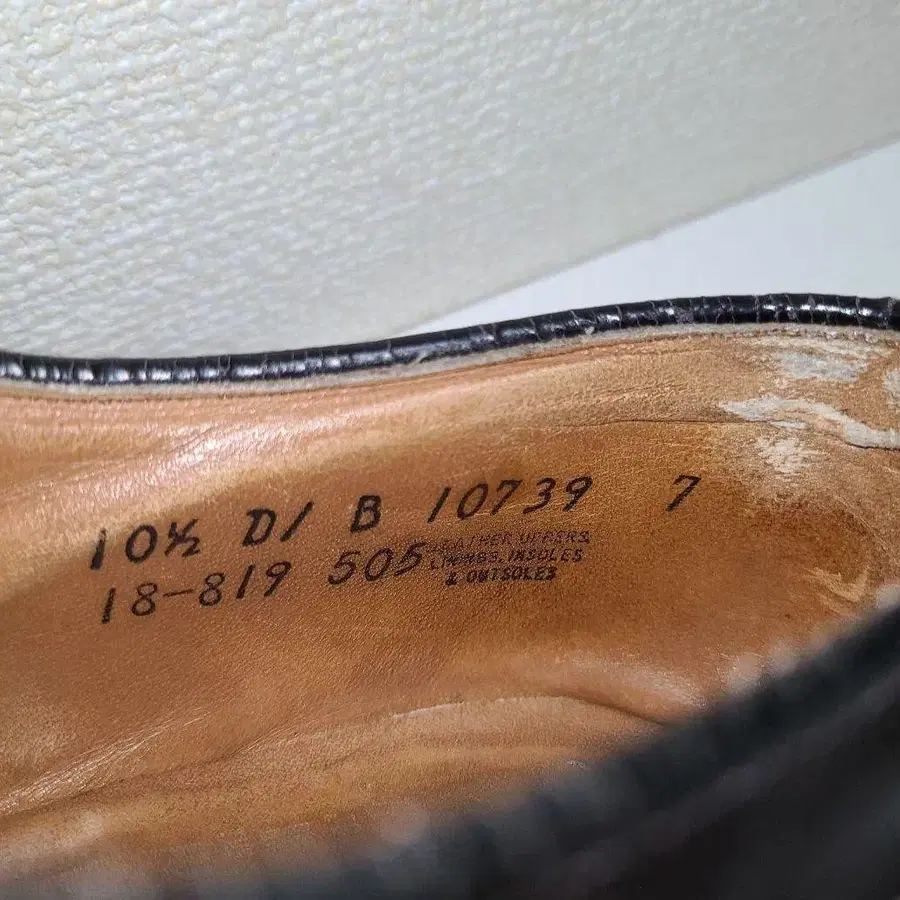 10½ D/ B 10739 7
18-819 505
LEATHER UPPERS
LININGS, INSOLES
& OUTSOLES